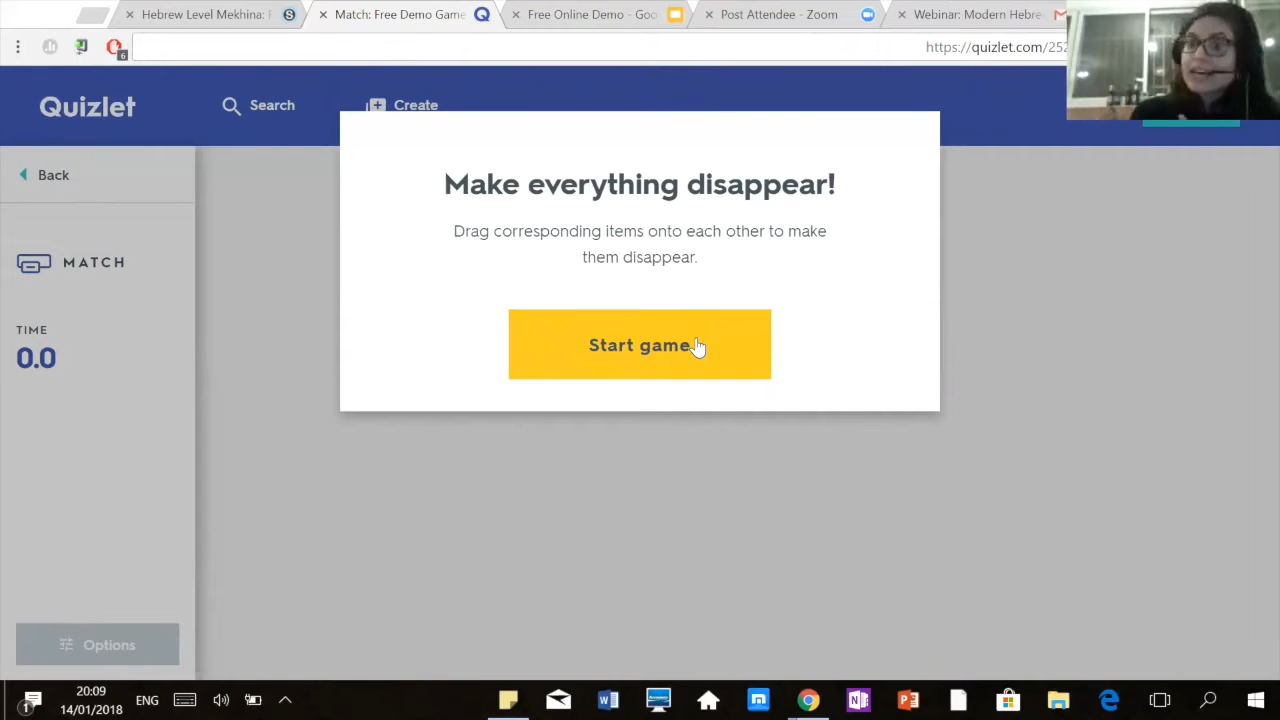 Hebrew Level Mekhina: F
Match: Free Demo Game
Free Online Demo - Goo
Post Attendee - Zoom
Webinar: Modern Hebre
6
https://quizlet.com/252
Quizlet
Search
Create
Back
MATCH
TIME
0.0
Options
Make everything disappear!
Drag corresponding items onto each other to make
them disappear.
Start game
1
20:09
14/01/2018
ENG